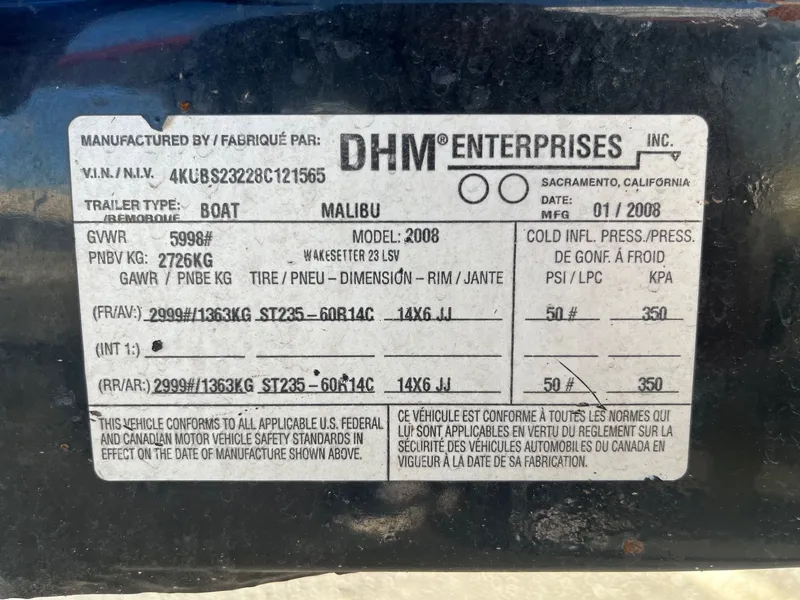 MANUFACTURED BY / FABRIQUÉ PAR: DHM® ENTERPRISES INC.
V.I.N. / N.I.V. 4KUBS23228C121565
SACRAMENTO, CALIFORNIA
TRAILER TYPE: BOAT MALIBU
/REMORQUE
DATE:
MFG 01 / 2008
GVWR 5998# MODEL: 2008
PNBV KG: 2726KG WAKESETTER 23 LSV
COLD INFL. PRESS./PRESS.
DE GONF. Á FROID
GAWR / PNBE KG TIRE / PNEU – DIMENSION – RIM / JANTE PSI / LPC KPA
(FR/AV:) 2999#/1363KG ST235-60R14C 14X6 JJ 50 # 350
(INT 1:)
(RR/AR:) 2999#/1363KG ST235-60R14C 14X6 JJ 50 # 350
THIS VEHICLE CONFORMS TO ALL APPLICABLE U.S. FEDERAL
AND CANADIAN MOTOR VEHICLE SAFETY STANDARDS IN
EFFECT ON THE DATE OF MANUFACTURE SHOWN ABOVE.
CE VÉHICULE EST CONFORME À TOUTES LES NORMES QUI
LUI SONT APPLICABLES EN VERTU DU REGLEMENT SUR LA
SÉCURITÉ DES VÉHICULES AUTOMOBILES DU CANADA EN
VIGUEUR À LA DATE DE SA FABRICATION.